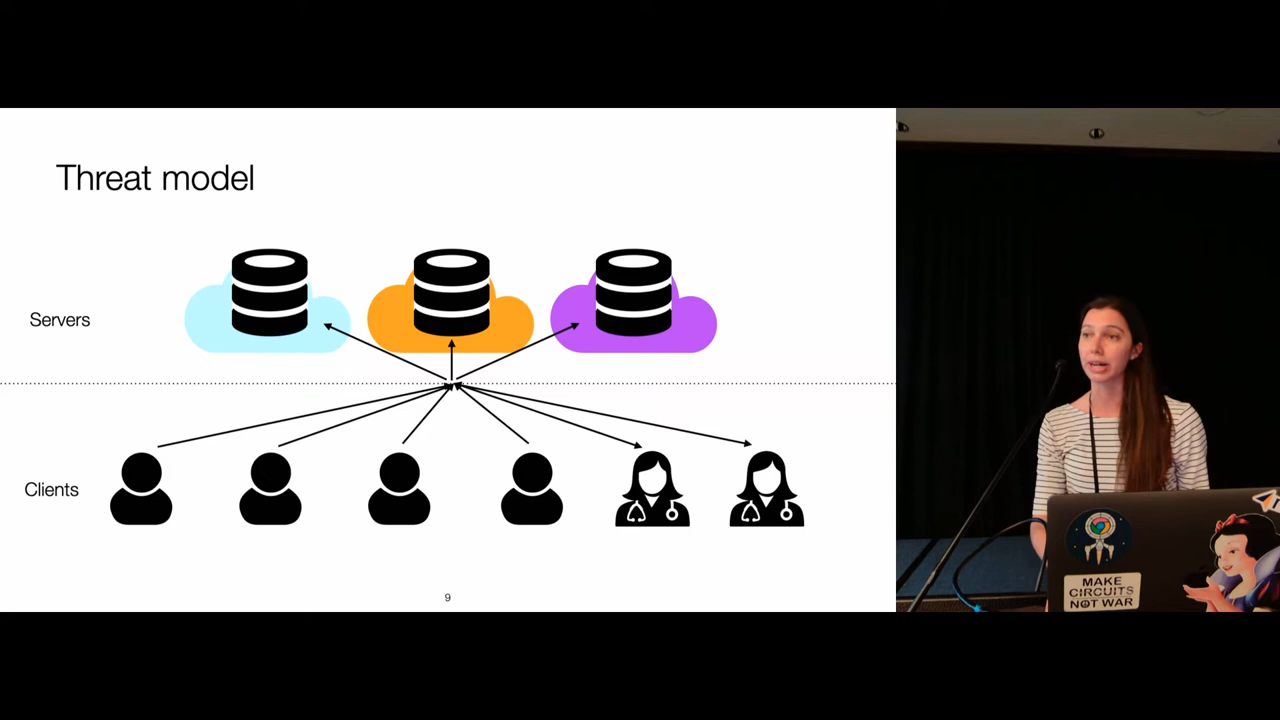 Threat model
Servers
Clients
9
MAKE
CIRCUITS
NOT WAR